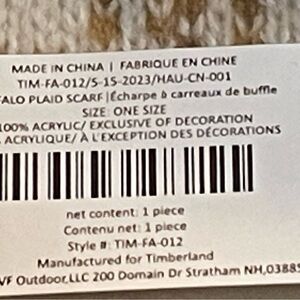 MADE IN CHINA | FABRIQUE EN CHINE
TIM-FA-012/5-15-2023/HAU-CN-001
FALO PLAID SCARF | Écharpe à carreaux de buffle
SIZE: ONE SIZE
100% ACRYLIC/ EXCLUSIVE OF DECORATION
ACRYLIQUE/ À L'EXCEPTION DES DÉCORATIONS
net content: 1 piece
Contenu net: 1 piece
Style #: TIM-FA-012
Manufactured for Timberland
VF Outdoor,LLC 200 Domain Dr Stratham NH,03885